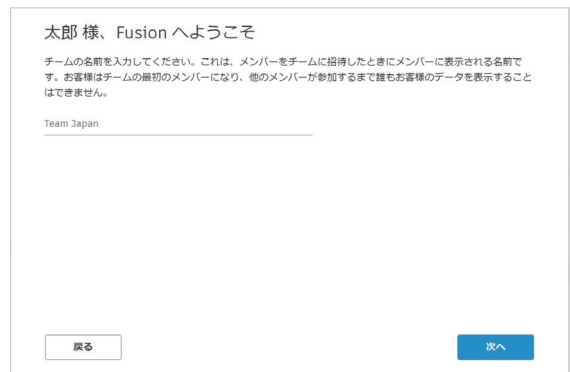 太郎 様、Fusion へようこそ
チームの名前を入力してください。これは、メンバーをチームに招待したときにメンバーに表示される名前で
す。お客様はチームの最初のメンバーになり、他のメンバーが参加するまで誰もお客様のデータを表示すること
はできません。
Team Japan
戻る
次へ